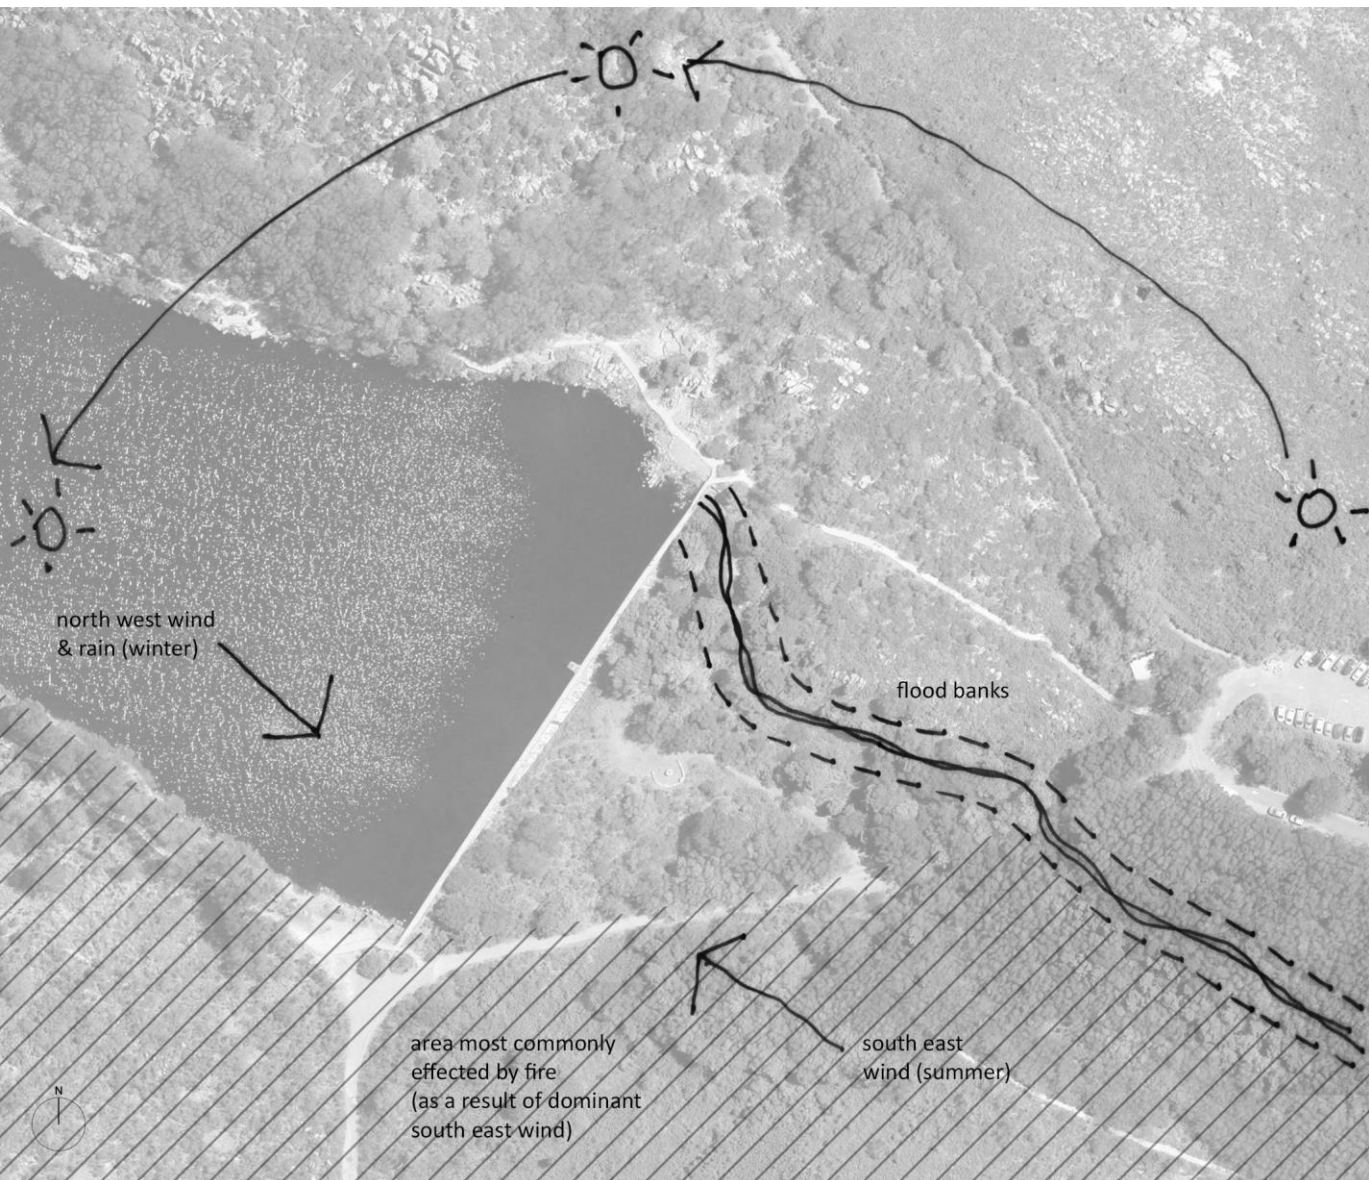 north west wind
& rain (winter)
flood banks
area most commonly
effected by fire
(as a result of dominant
south east wind)
south east
wind (summer)
N